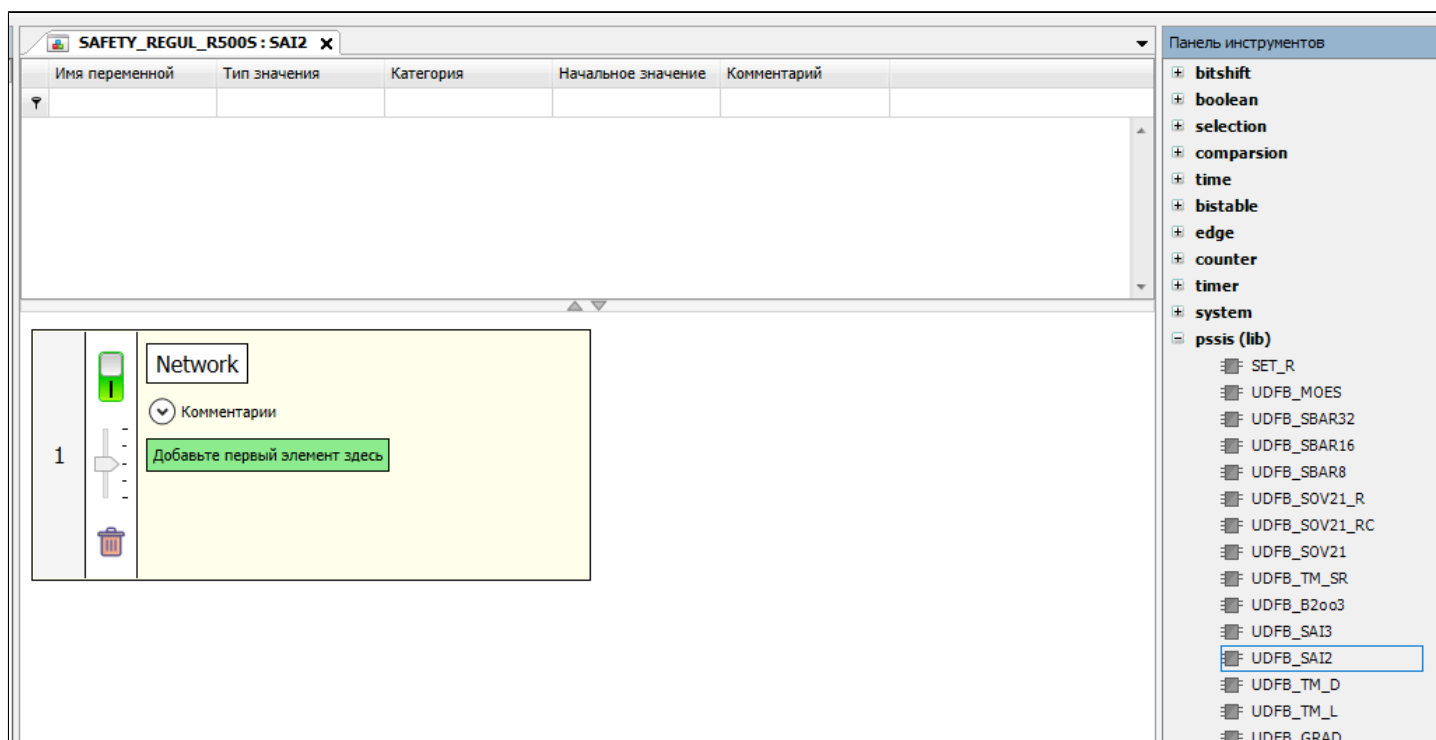 SAFETY_REGUL_R500S : SAI2
Имя переменной Тип значения Категория Начальное значение Комментарий
Network
Комментарии
1
Добавьте первый элемент здесь
Панель инструментов
bitshift
boolean
selection
comparsion
time
bistable
edge
counter
timer
system
pssis (lib)
SET_R
UDFB_MOES
UDFB_SBAR32
UDFB_SBAR16
UDFB_SBAR8
UDFB_SOV21_R
UDFB_SOV21_RC
UDFB_SOV21
UDFB_TM_SR
UDFB_B2oo3
UDFB_SAI3
UDFB_SAI2
UDFB_TM_D
UDFB_TM_L
UDFB_GRAD